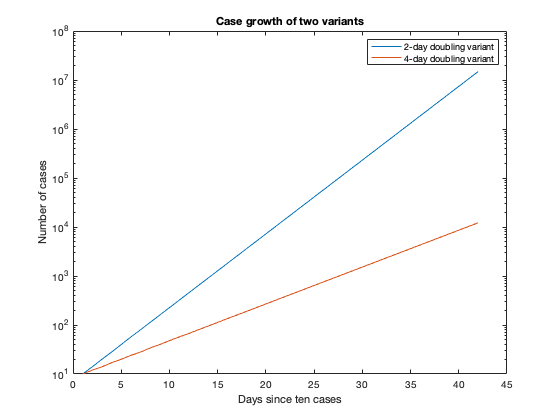 Case growth of two variants
10^8
10^7
10^6
10^5
10^4
10^3
10^2
10^1
Number of cases
2-day doubling variant
4-day doubling variant
0 5 10 15 20 25 30 35 40 45
Days since ten cases